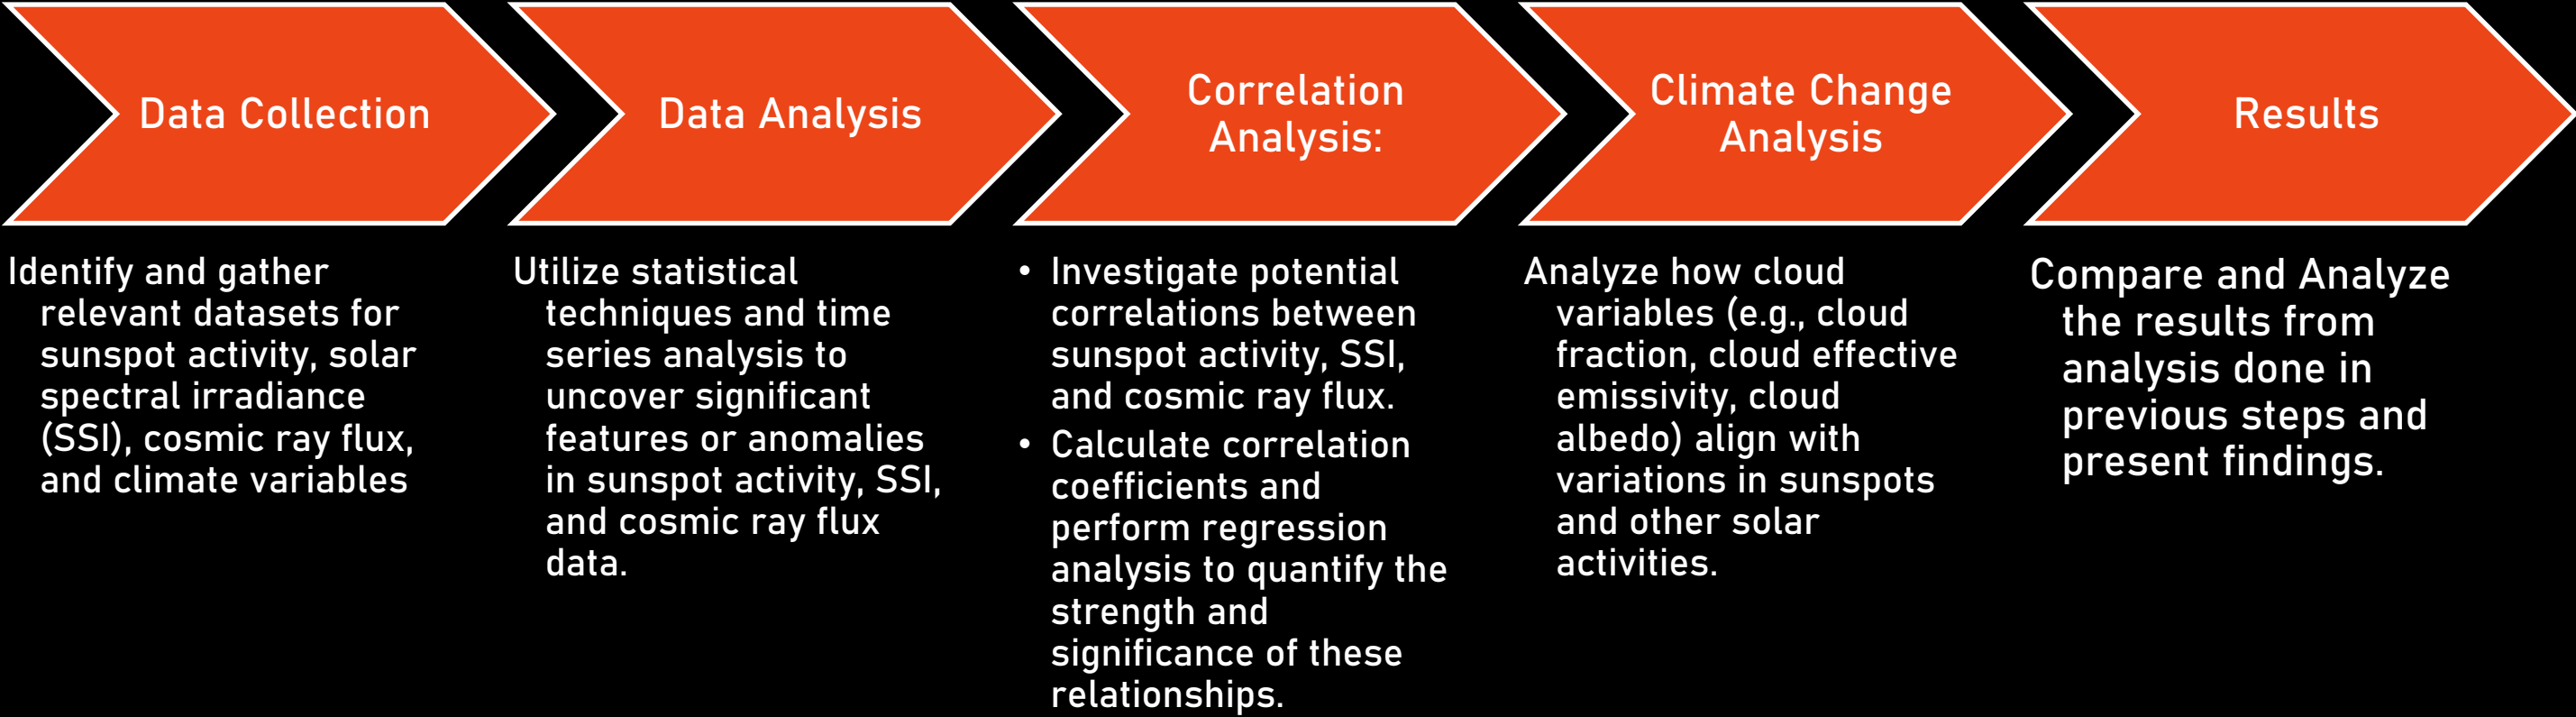 Data Collection
Identify and gather
relevant datasets for
sunspot activity, solar
spectral irradiance
(SSI), cosmic ray flux,
and climate variables
Data Analysis
Utilize statistical
techniques and time
series analysis to
uncover significant
features or anomalies
in sunspot activity, SSI,
and cosmic ray flux
data.
Correlation
Analysis:
• Investigate potential
correlations between
sunspot activity, SSI,
and cosmic ray flux.
• Calculate correlation
coefficients and
perform regression
analysis to quantify the
strength and
significance of these
relationships.
Climate Change
Analysis
Analyze how cloud
variables (e.g., cloud
fraction, cloud effective
emissivity, cloud
albedo) align with
variations in sunspots
and other solar
activities.
Results
Compare and Analyze
the results from
analysis done in
previous steps and
present findings.